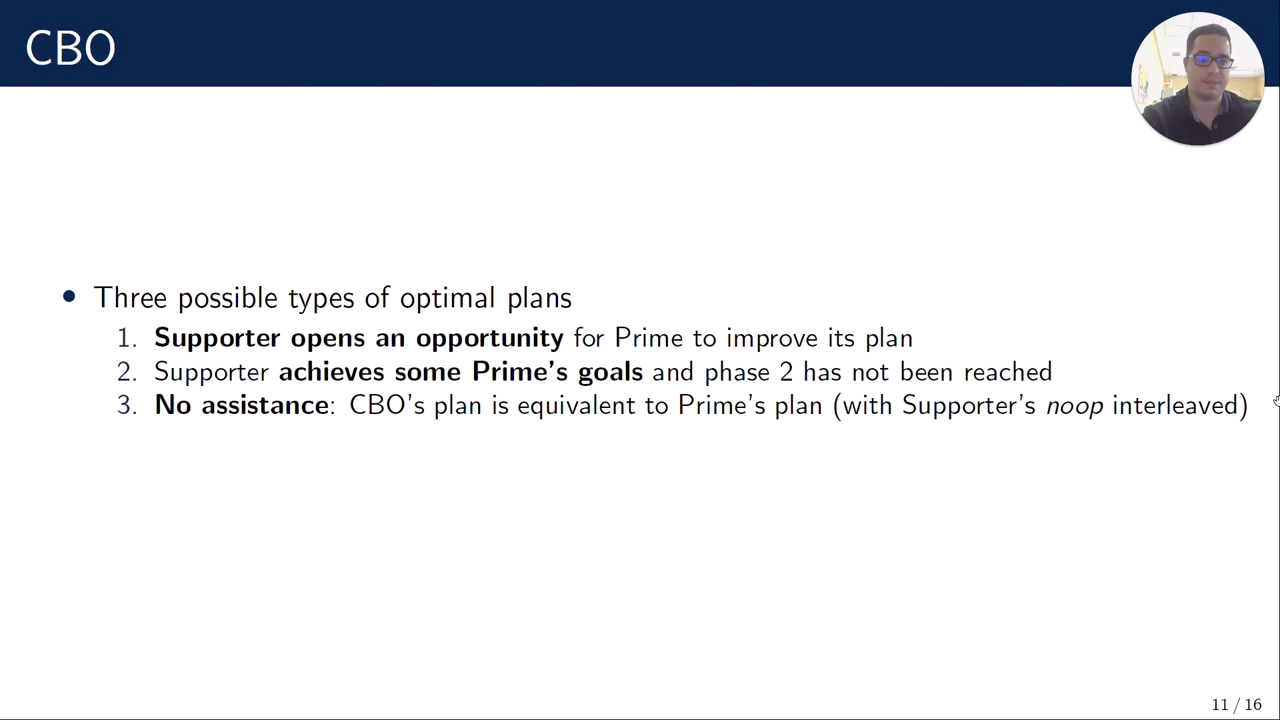 CBO
• Three possible types of optimal plans
1. Supporter opens an opportunity for Prime to improve its plan
2. Supporter achieves some Prime's goals and phase 2 has not been reached
3. No assistance: CBO's plan is equivalent to Prime's plan (with Supporter's noop interleaved)
11 / 16